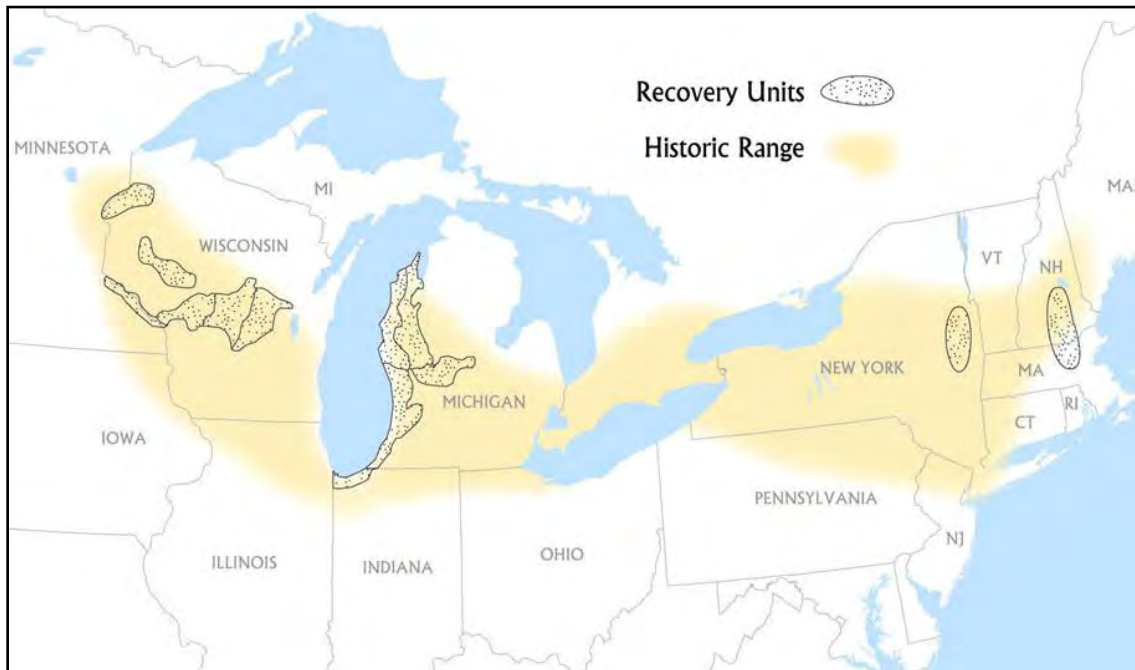 Recovery Units
Historic Range
MINNESOTA
MI
WISCONSIN
VT
NH
MICHIGAN
NEW YORK
MA
IOWA
CT
RI
PENNSYLVANIA
ILLINOIS
INDIANA
OHIO
NJ